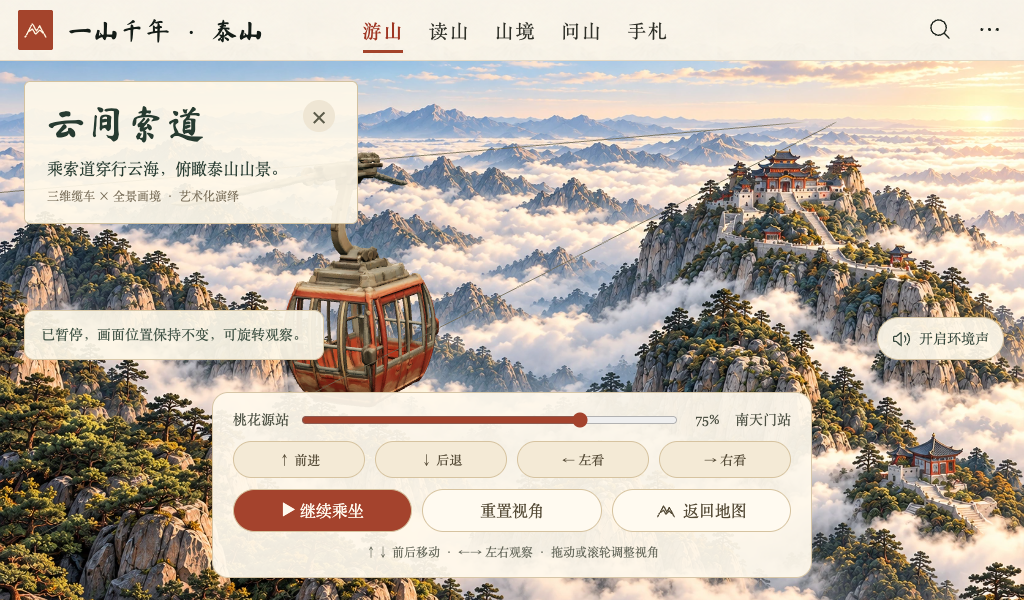 一山千年 · 泰山
游山 读山 山境 问山 手札
云间索道
乘索道穿行云海，俯瞰泰山山景。
三维缆车 × 全景画境 · 艺术化演绎
已暂停，画面位置保持不变，可旋转观察。
开启环境声
桃花源站 75% 南天门站
↑ 前进 ↓ 后退 ← 左看 → 右看
▶ 继续乘坐 重置视角 返回地图
↑ ↓ 前后移动 · ←→ 左右观察 · 拖动或滚轮调整视角